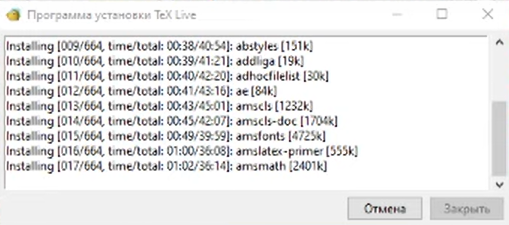 Программа установки TeX Live
Installing [009/664, time/total: 00:38/40:54]: abstyles [151k]
Installing [010/664, time/total: 00:39/41:21]: addliga [19k]
Installing [011/664, time/total: 00:40/42:20]: adhocfilelist [30k]
Installing [012/664, time/total: 00:41/43:16]: ae [84k]
Installing [013/664, time/total: 00:43/45:01]: amscls [1232k]
Installing [014/664, time/total: 00:45/42:07]: amscls-doc [1704k]
Installing [015/664, time/total: 00:49/39:59]: amsfonts [4725k]
Installing [016/664, time/total: 01:00/36:08]: amslatex-primer [555k]
Installing [017/664, time/total: 01:02/36:14]: amsmath [2401k]
Отмена
Закрыть